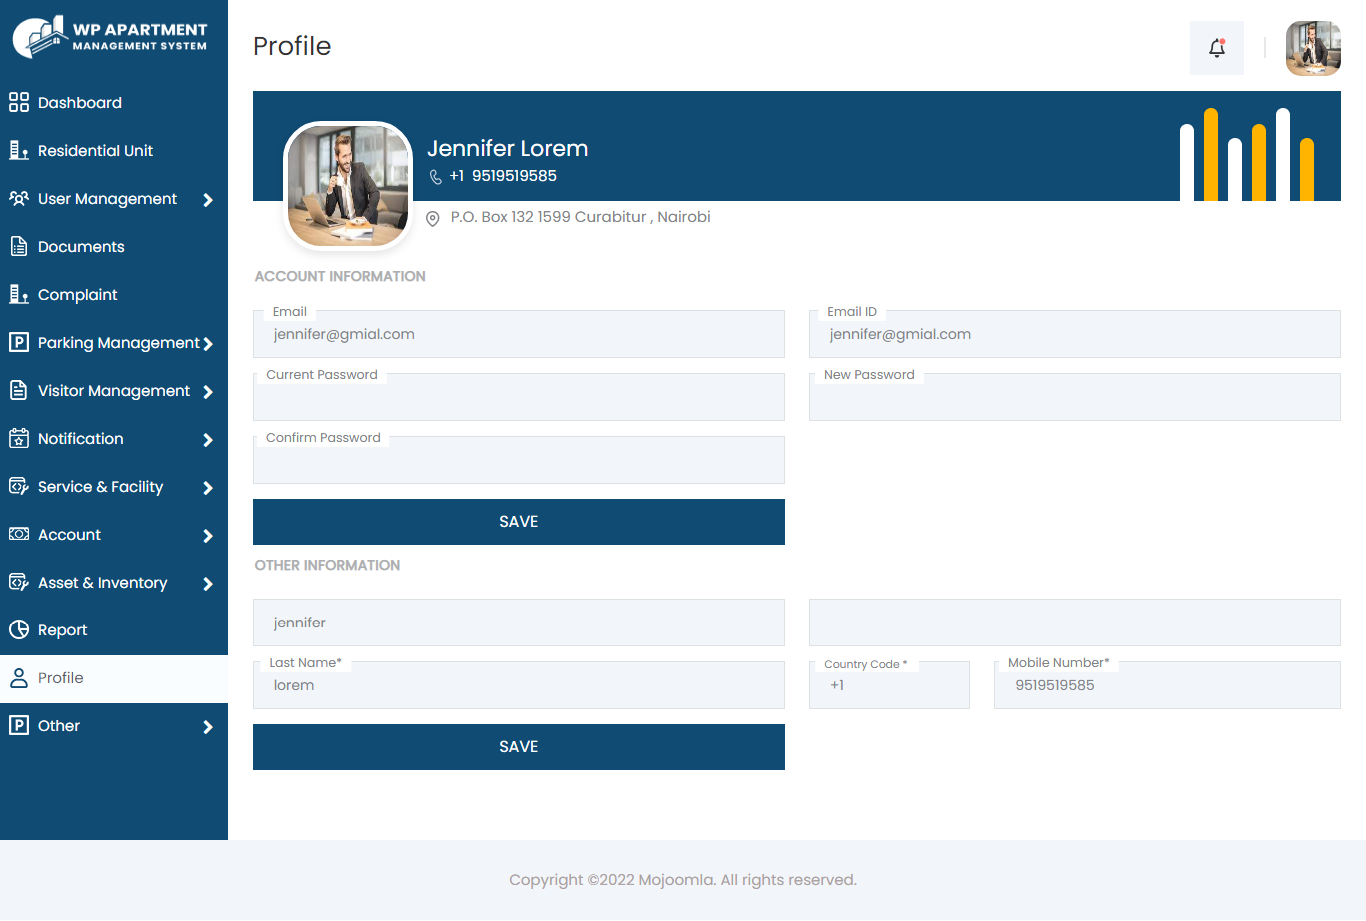 WP APARTMENT
MANAGEMENT SYSTEM
Dashboard
Residential Unit
User Management
Documents
Complaint
Parking Management
Visitor Management
Notification
Service & Facility
Account
Asset & Inventory
Report
Profile
Other
Profile
Jennifer Lorem
+1 9519519585
P.O. Box 132 1599 Curabitur , Nairobi
ACCOUNT INFORMATION
Email
jennifer@gmial.com
Email ID
jennifer@gmial.com
Current Password
New Password
Confirm Password
SAVE
OTHER INFORMATION
jennifer
Last Name*
lorem
Country Code *
+1
Mobile Number*
9519519585
SAVE
Copyright ©2022 Mojoomla. All rights reserved.